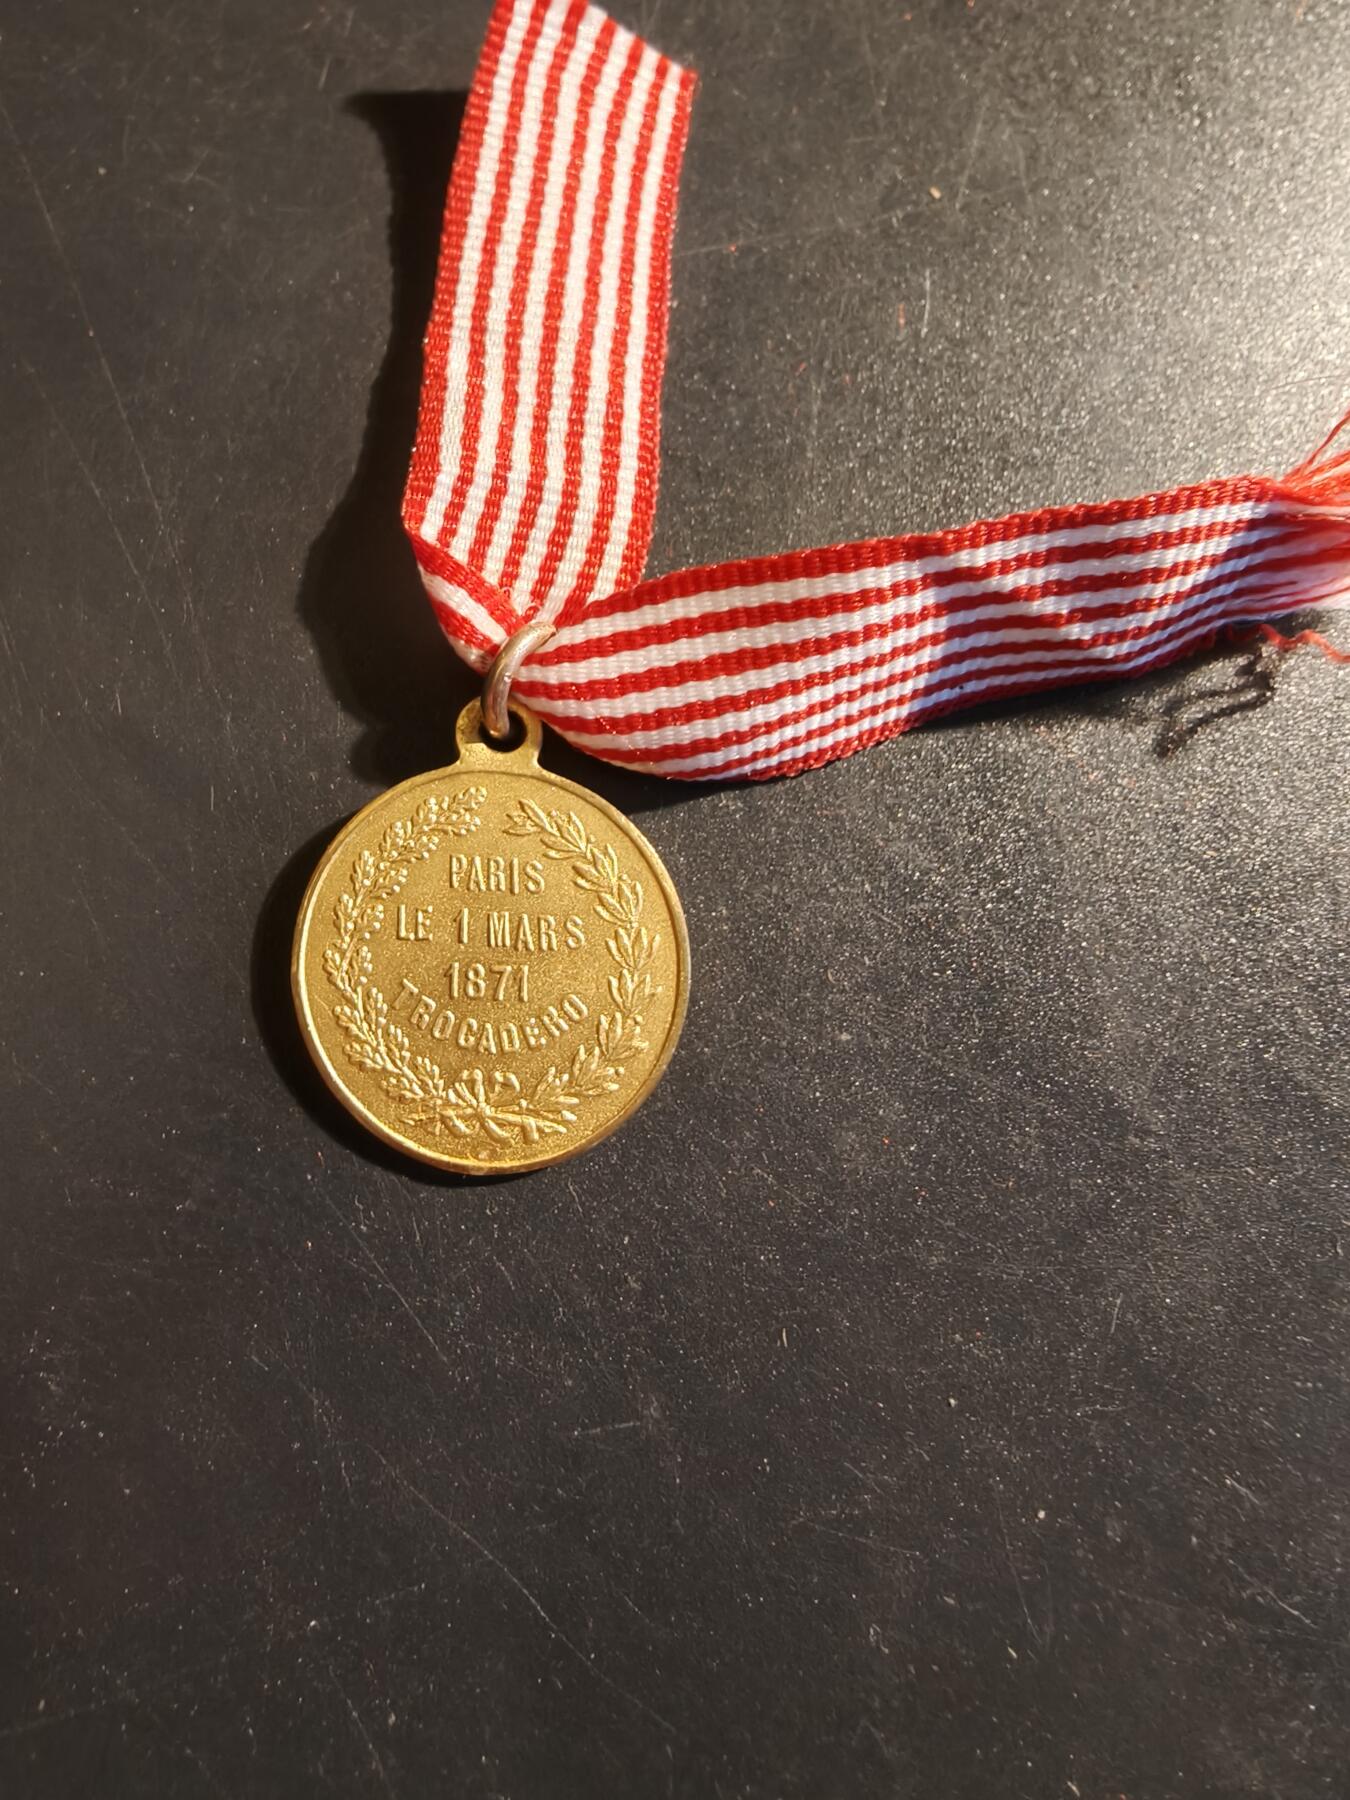 PARIS
LE 1 MARS
1871
TROCADERO